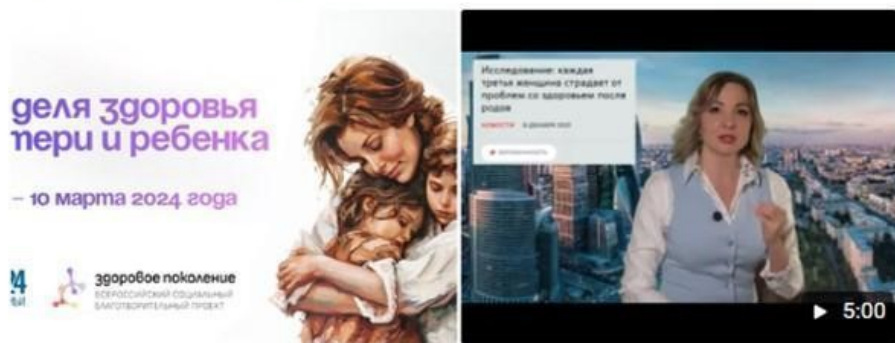 деля здоровья
тери и ребенка
– 10 марта 2024 года
здоровое поколение
ВСЕРОССИЙСКИЙ СОЦИАЛЬНЫЙ
БЛАГОТВОРИТЕЛЬНЫЙ ПРОЕКТ
Исследование: каждая
третья женщина страдает от
проблем со здоровьем после
родов
НОВОСТИ
5:00